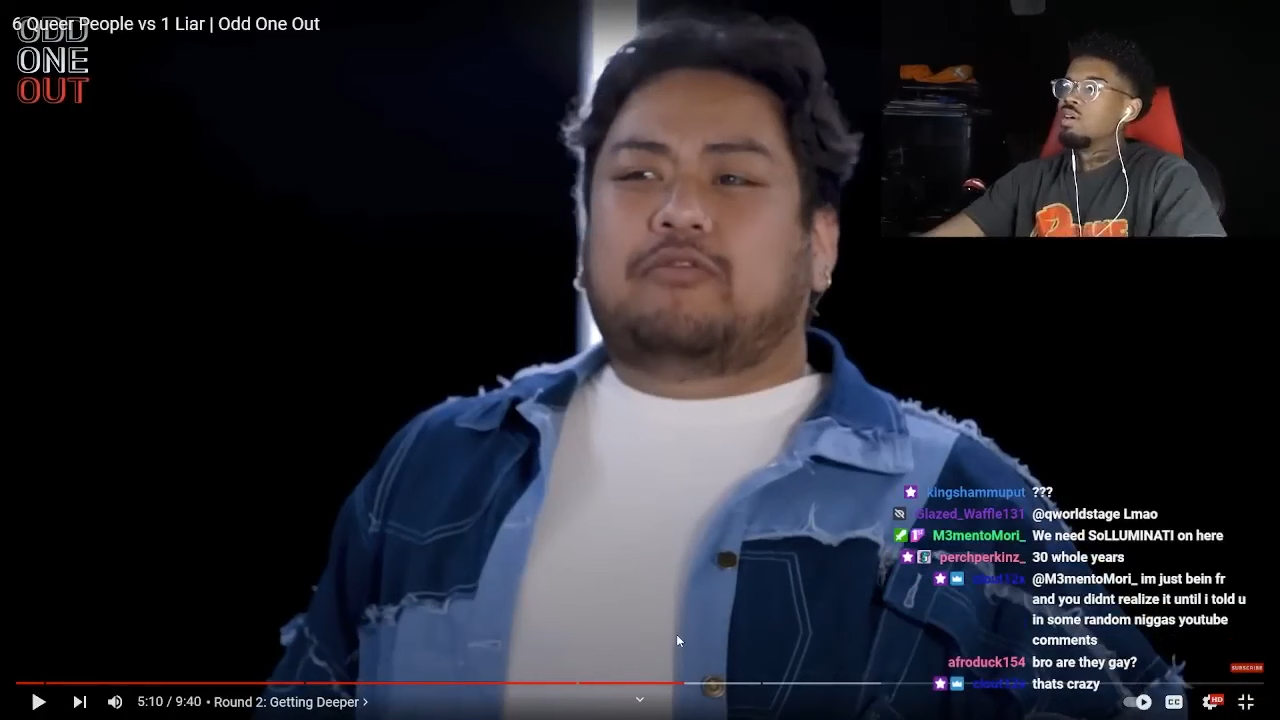 6 Queer People vs 1 Liar | Odd One Out
ODD
ONE
OUT
kingshammuput ???
Glazed_Waffle131 @qworldstage Lmao
M3mentoMori_ We need SoLLUMINATI on here
perchperkinz_ 30 whole years
@M3mentoMori_ im just bein fr
and you didnt realize it until i told u
in some random niggas youtube
comments
afroduck154 bro are they gay?
thats crazy
SUBSCRIBE
5:10 / 9:40 • Round 2: Getting Deeper >
CC
HD